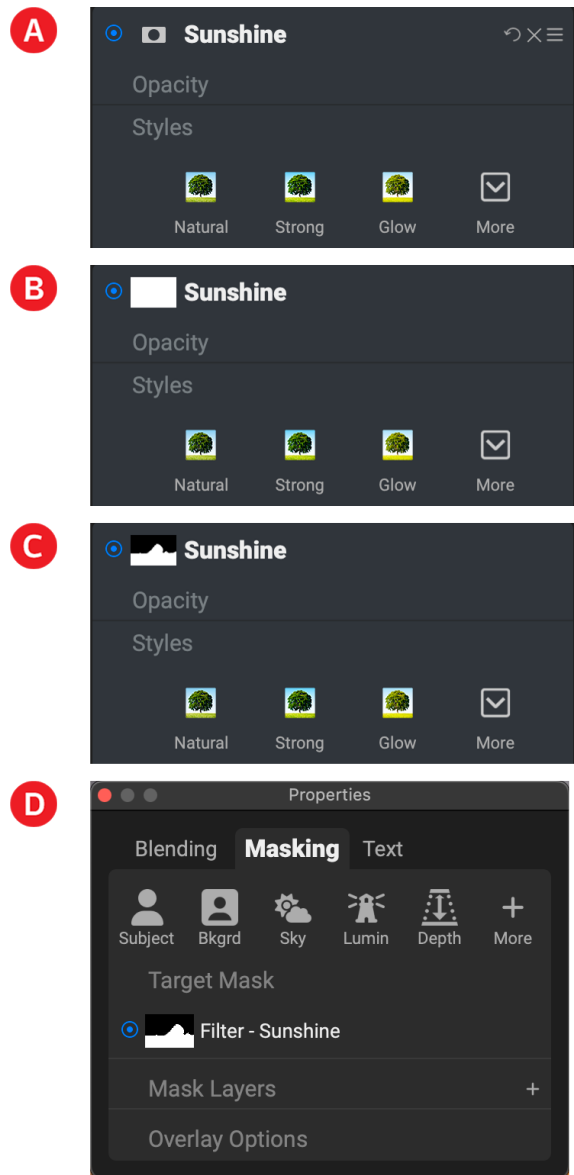 A
Sunshine
Opacity
Styles
Natural Strong Glow More
B
Sunshine
Opacity
Styles
Natural Strong Glow More
C
Sunshine
Opacity
Styles
Natural Strong Glow More
D
Properties
Blending Masking Text
Subject Bkgrd Sky Lumin Depth More
Target Mask
Filter - Sunshine
Mask Layers +
Overlay Options